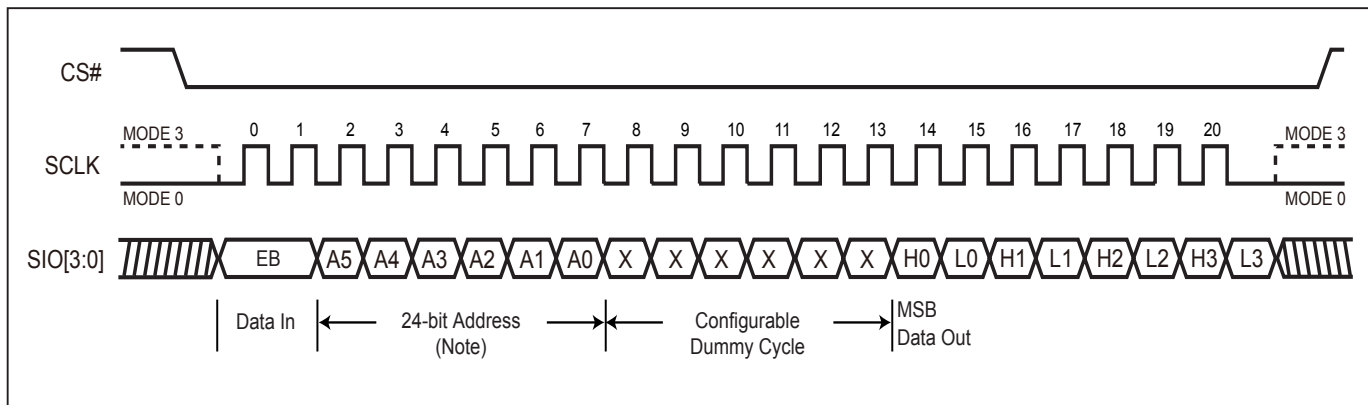 CS#
0 1 2 3 4 5 6 7 8 9 10 11 12 13 14 15 16 17 18 19 20
MODE 3
MODE 3
SCLK
MODE 0
MODE 0
SIO[3:0]
EB A5 A4 A3 A2 A1 A0 X X X X X X H0 L0 H1 L1 H2 L2 H3 L3
Data In
24-bit Address
(Note)
Configurable
Dummy Cycle
MSB
Data Out